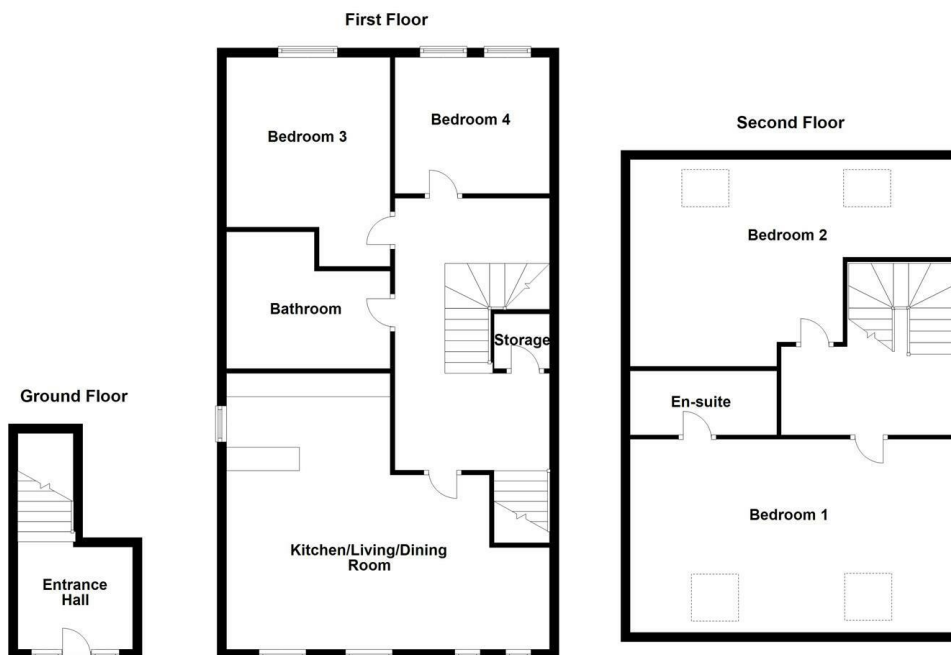 First Floor
Bedroom 3
Bedroom 4
Bathroom
Storage
Kitchen/Living/Dining
Room
Second Floor
Bedroom 2
En-suite
Bedroom 1
Ground Floor
Entrance
Hall